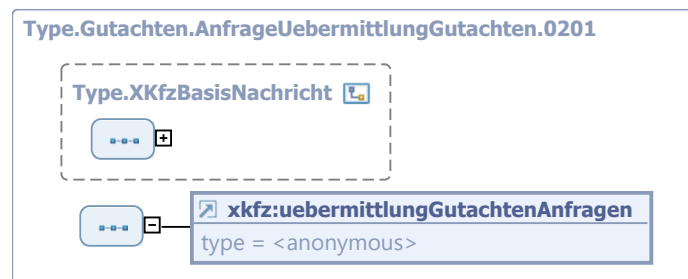 Type.Gutachten.AnfrageUebermittlungGutachten.0201
Type.XKfzBasisNachricht
xkfz:uebermittlungGutachtenAnfragen
type = <anonymous>